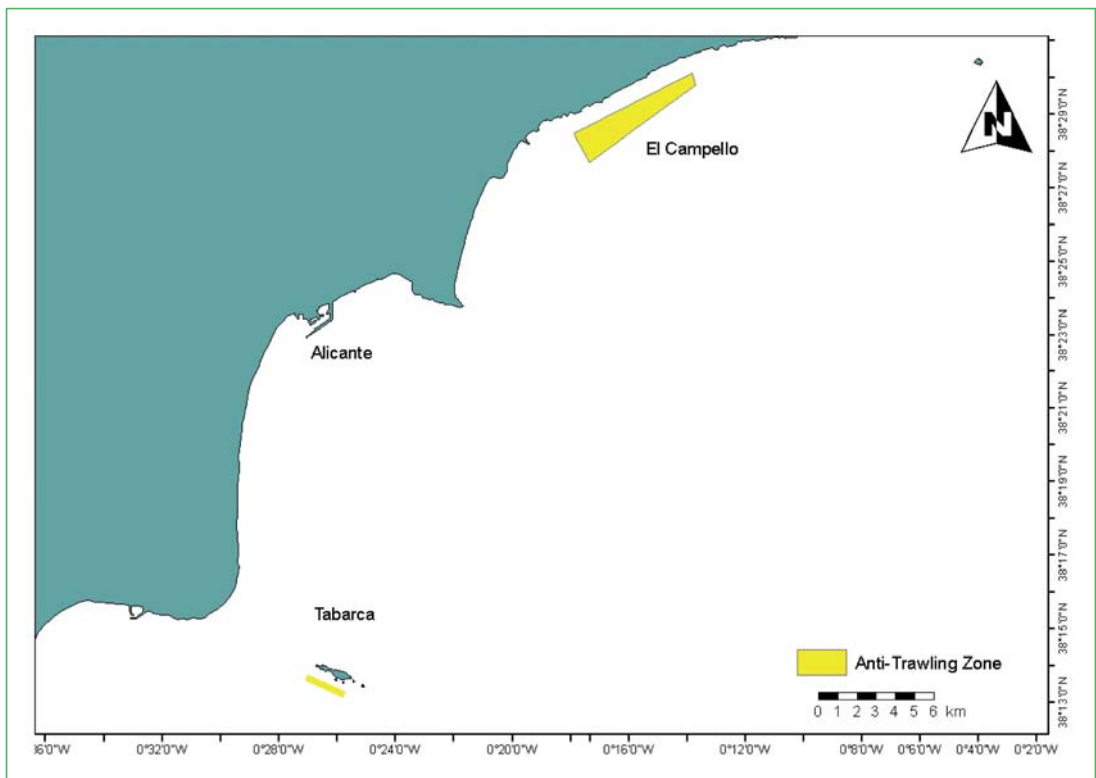 N
El Campello
Alicante
Tabarca
Anti-Trawling Zone
0 1 2 3 4 5 6 km
38°29'0"N
38°27'0"N
38°25'0"N
38°23'0"N
38°21'0"N
38°19'0"N
38°17'0"N
38°15'0"N
38°13'0"N
36'0"W 0°32'0"W 0°28'0"W 0°24'0"W 0°20'0"W 0°16'0"W 0°12'0"W 0°8'0"W 0°6'0"W 0°4'0"W 0°2'0"W